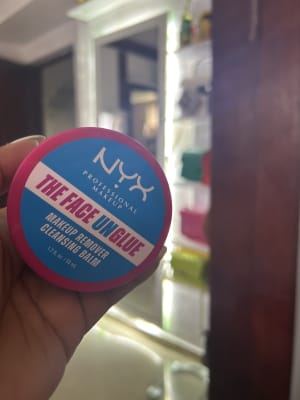 NYX
PROFESSIONAL
MAKEUP
THE FACE UNGLUE
MAKEUP REMOVER
CLEANSING BALM